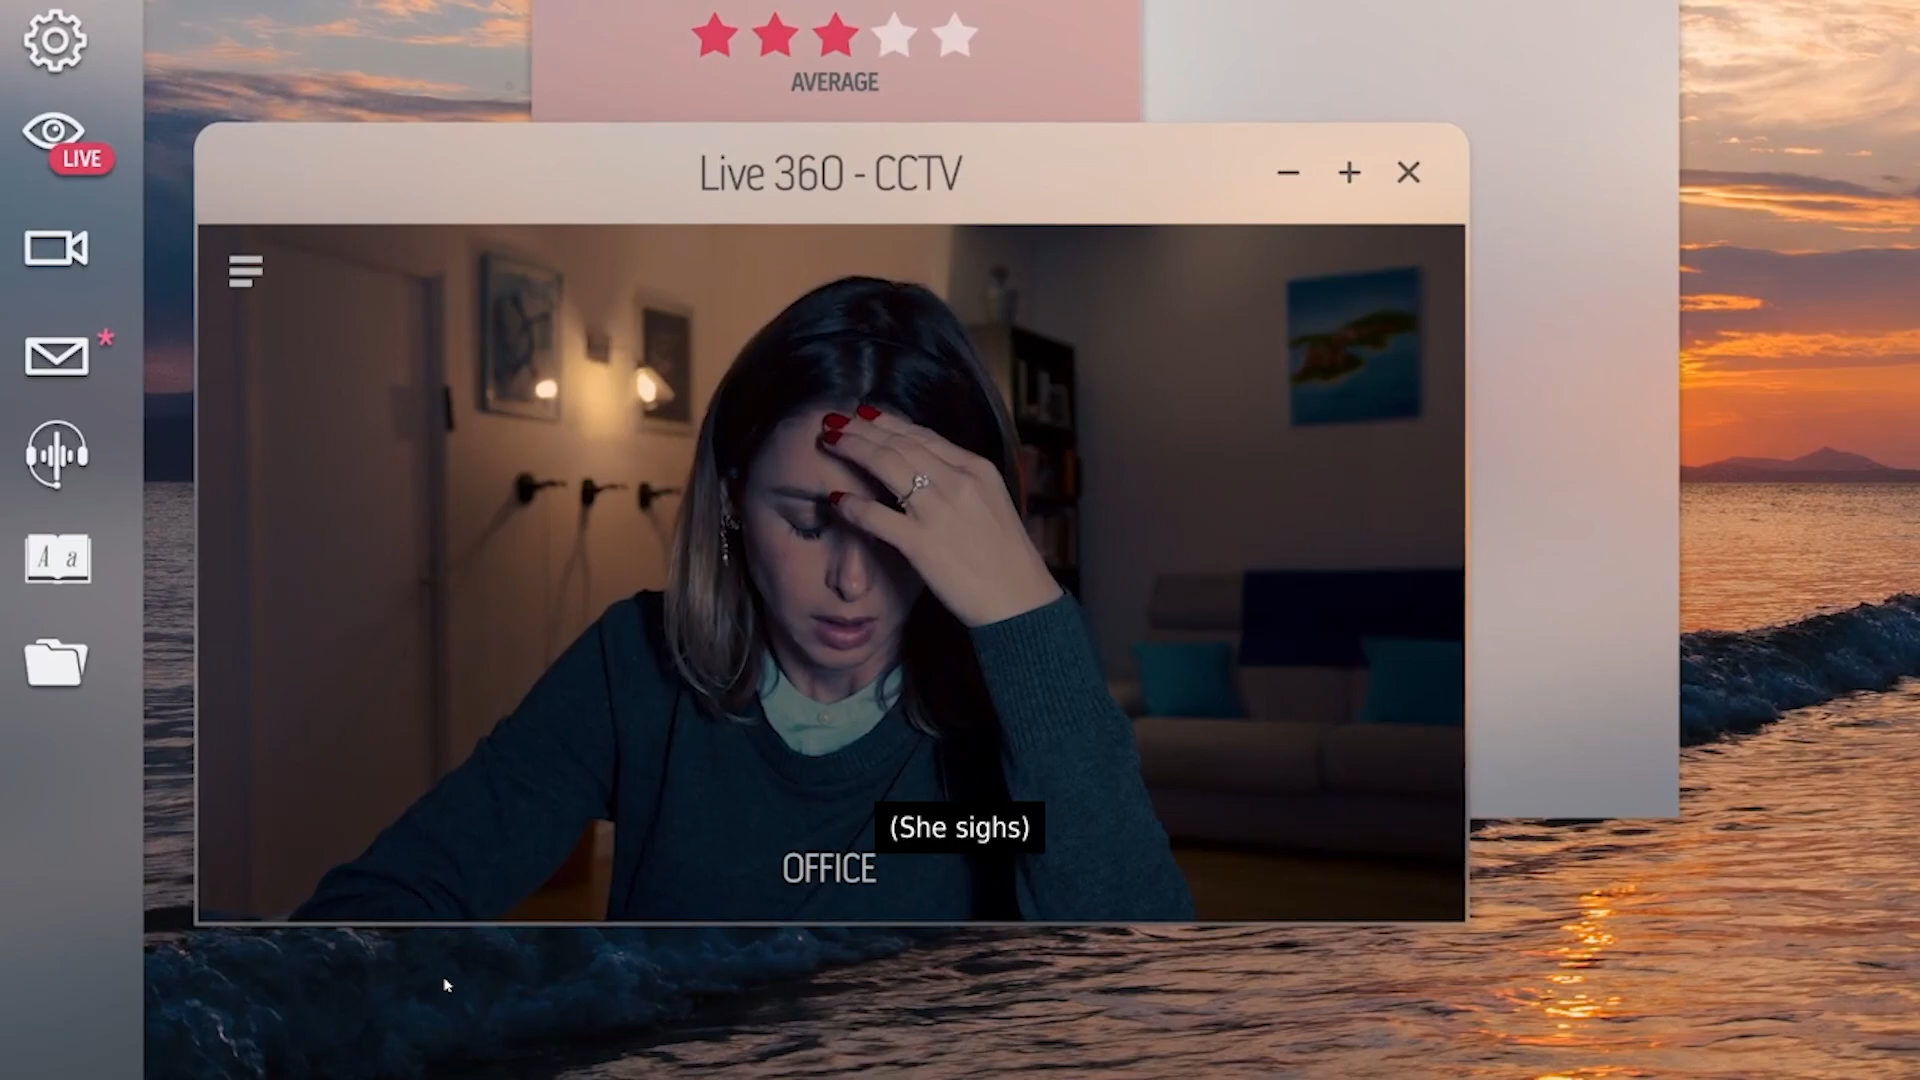 AVERAGE
LIVE
Live 360 - CCTV
A a
(She sighs)
OFFICE